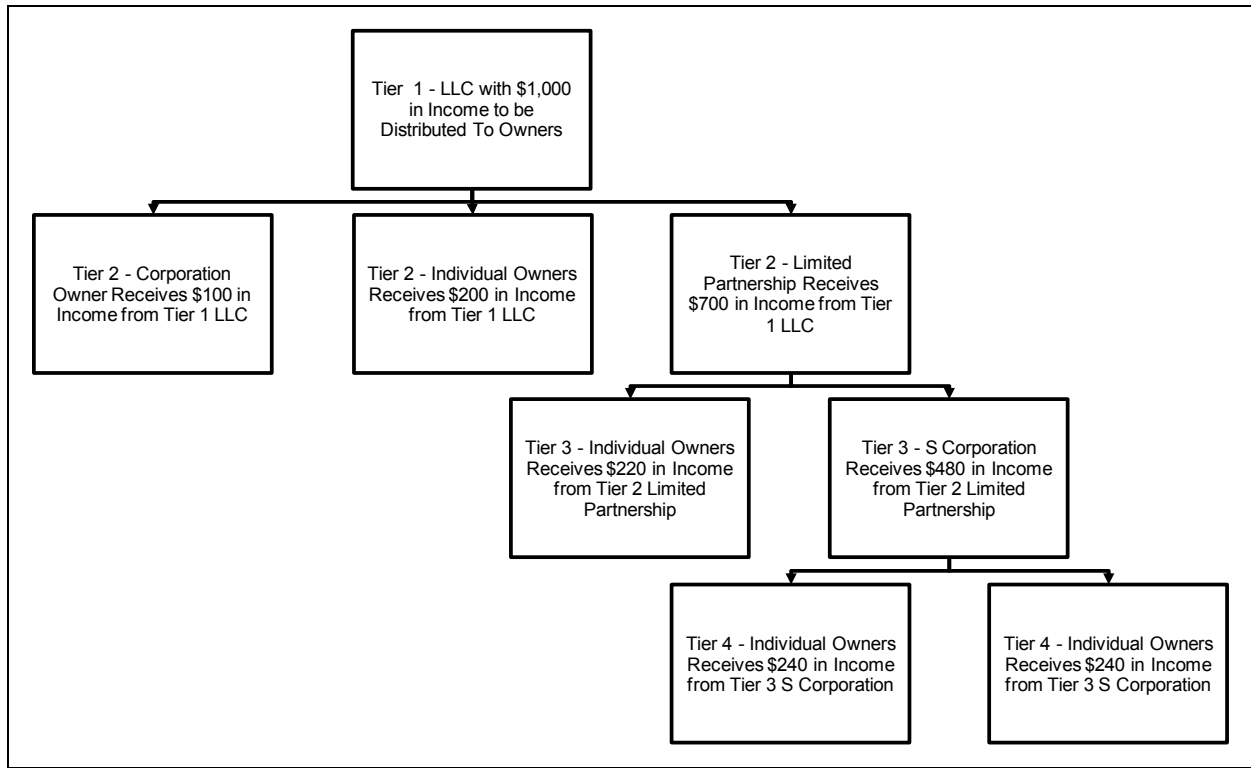 Tier 1 - LLC with $1,000
in Income to be
Distributed To Owners
Tier 2 - Corporation
Owner Receives $100 in
Income from Tier 1 LLC
Tier 2 - Individual Owners
Receives $200 in Income
from Tier 1 LLC
Tier 2 - Limited
Partnership Receives
$700 in Income from Tier
1 LLC
Tier 3 - Individual Owners
Receives $220 in Income
from Tier 2 Limited
Partnership
Tier 3 - S Corporation
Receives $480 in Income
from Tier 2 Limited
Partnership
Tier 4 - Individual Owners
Receives $240 in Income
from Tier 3 S Corporation
Tier 4 - Individual Owners
Receives $240 in Income
from Tier 3 S Corporation